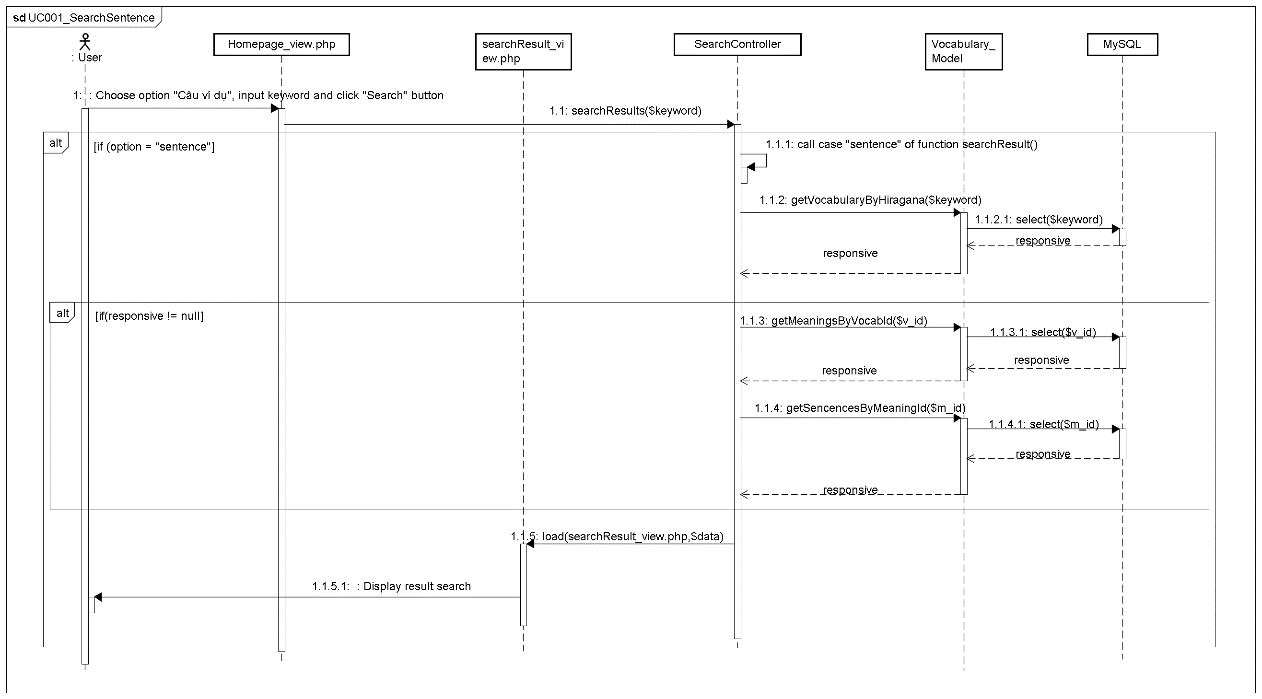 sd UC001_SearchSentence
: User
Homepage_view.php
searchResult_vi
ew.php
SearchController
Vocabulary_
Model
MySQL
1: : Choose option "Câu ví dụ", input keyword and click "Search" button
1.1: searchResults($keyword)
alt
[if (option = "sentence"]
1.1.1: call case "sentence" of function searchResult()
1.1.2: getVocabularyByHiragana($keyword)
1.1.2.1: select($keyword)
responsive
responsive
alt
[if(responsive != null]
1.1.3: getMeaningsByVocabId($v_id)
1.1.3.1: select($v_id)
responsive
responsive
1.1.4: getSencencesByMeaningId($m_id)
1.1.4.1: select($m_id)
responsive
responsive
1.1.5: load(searchResult_view.php,$data)
1.1.5.1: : Display result search